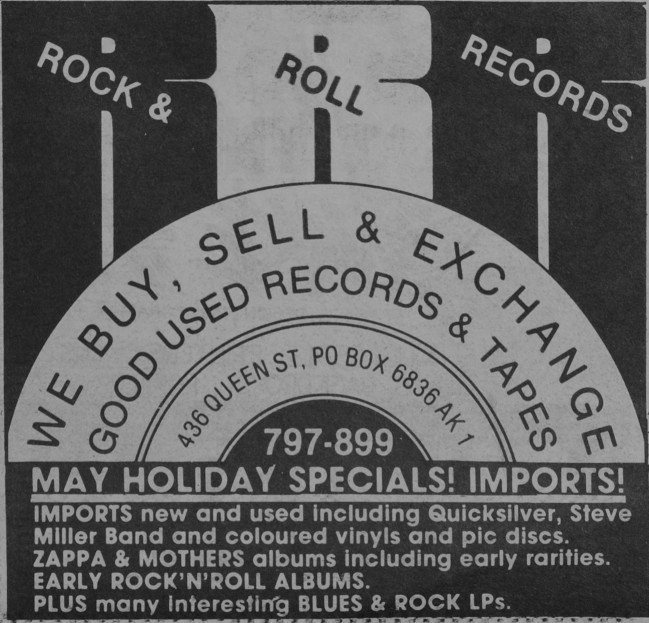 ROCK & ROLL RECORDS
WE BUY, SELL & EXCHANGE
GOOD USED RECORDS & TAPES
436 QUEEN ST, PO BOX 6836 AK 1
797-899
MAY HOLIDAY SPECIALS! IMPORTS!
IMPORTS new and used including Quicksilver, Steve
Miller Band and coloured vinyls and pic discs.
ZAPPA & MOTHERS albums including early rarities.
EARLY ROCK'N'ROLL ALBUMS.
PLUS many interesting BLUES & ROCK LPs.